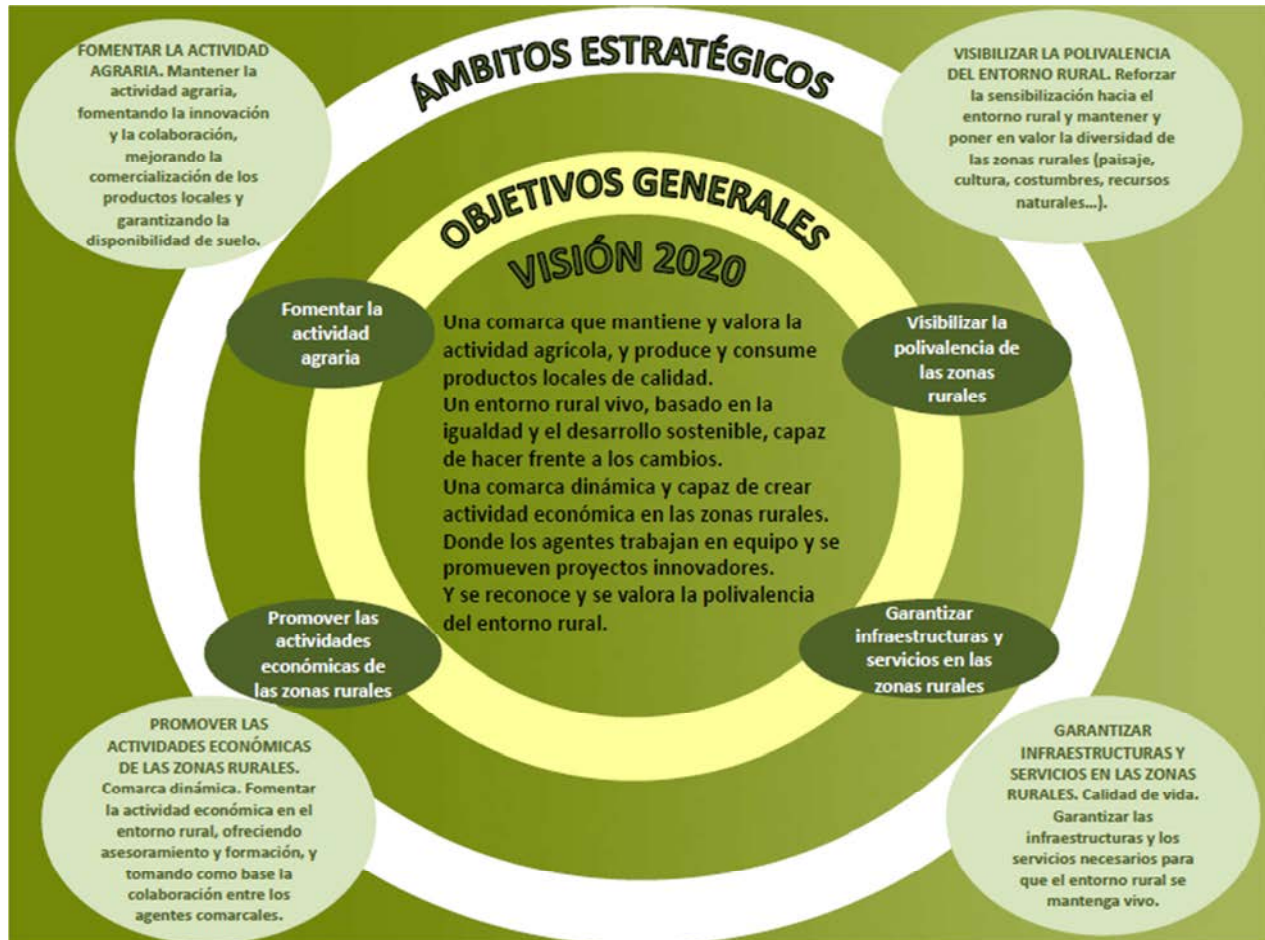 ÁMBITOS ESTRATÉGICOS
OBJETIVOS GENERALES
VISIÓN 2020
Una comarca que mantiene y valora la
actividad agrícola, y produce y consume
productos locales de calidad.
Un entorno rural vivo, basado en la
igualdad y el desarrollo sostenible, capaz
de hacer frente a los cambios.
Una comarca dinámica y capaz de crear
actividad económica en las zonas rurales.
Donde los agentes trabajan en equipo y se
promueven proyectos innovadores.
Y se reconoce y se valora la polivalencia
del entorno rural.
FOMENTAR LA ACTIVIDAD
AGRARIA. Mantener la
actividad agraria,
fomentando la innovación
y la colaboración,
mejorando la
comercialización de los
productos locales y
garantizando la
disponibilidad de suelo.
VISIBILIZAR LA POLIVALENCIA
DEL ENTORNO RURAL. Reforzar
la sensibilización hacia el
entorno rural y mantener y
poner en valor la diversidad de
las zonas rurales (paisaje,
cultura, costumbres, recursos
naturales...).
Fomentar la
actividad
agraria
Visibilizar la
polivalencia de
las zonas
rurales
Promover las
actividades
económicas de
las zonas rurales
Garantizar
infraestructuras y
servicios en las
zonas rurales
PROMOVER LAS
ACTIVIDADES ECONÓMICAS
DE LAS ZONAS RURALES.
Comarca dinámica. Fomentar
la actividad económica en el
entorno rural, ofreciendo
asesoramiento y formación, y
tomando como base la
colaboración entre los
agentes comarcales.
GARANTIZAR
INFRAESTRUCTURAS Y
SERVICIOS EN LAS ZONAS
RURALES. Calidad de vida.
Garantizar las
infraestructuras y los
servicios necesarios para
que el entorno rural se
mantenga vivo.